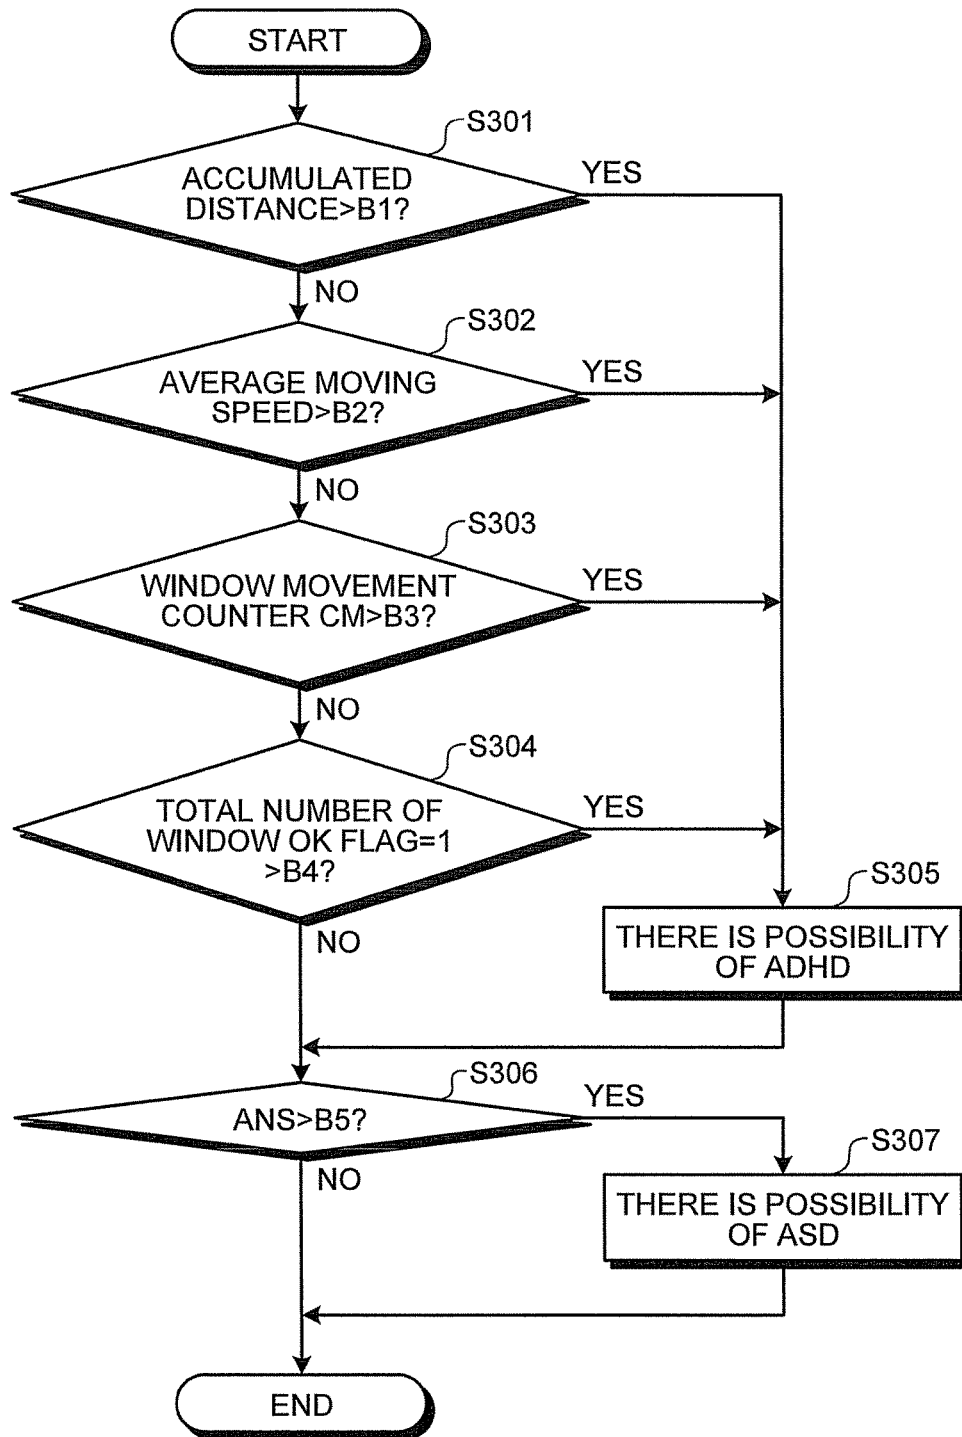 START
S301
ACCUMULATED
DISTANCE>B1?
YES
NO
S302
AVERAGE MOVING
SPEED>B2?
YES
NO
S303
WINDOW MOVEMENT
COUNTER CM>B3?
YES
NO
S304
TOTAL NUMBER OF
WINDOW OK FLAG=1
>B4?
YES
NO
S305
THERE IS POSSIBILITY
OF ADHD
S306
ANS>B5?
YES
NO
S307
THERE IS POSSIBILITY
OF ASD
END